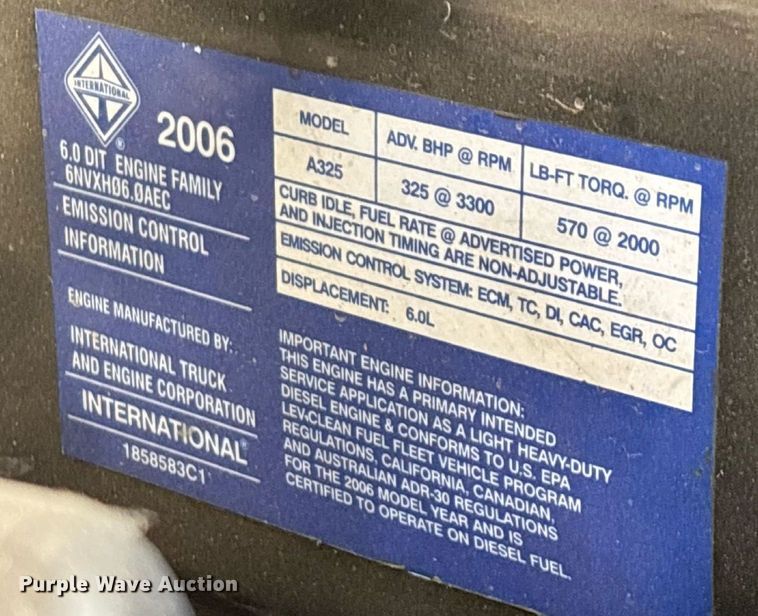 INTERNATIONAL
®
2006
6.0 DIT ENGINE FAMILY
6NVXH06.0AEC
EMISSION CONTROL
INFORMATION
ENGINE MANUFACTURED BY:
INTERNATIONAL TRUCK
AND ENGINE CORPORATION
INTERNATIONAL®
1858583C1
MODEL ADV. BHP @ RPM LB-FT TORQ. @ RPM
A325 325 @ 3300 570 @ 2000
CURB IDLE, FUEL RATE @ ADVERTISED POWER,
AND INJECTION TIMING ARE NON-ADJUSTABLE.
EMISSION CONTROL SYSTEM: ECM, TC, DI, CAC, EGR, OC
DISPLACEMENT: 6.0L
IMPORTANT ENGINE INFORMATION:
THIS ENGINE HAS A PRIMARY INTENDED
SERVICE APPLICATION AS A LIGHT HEAVY-DUTY
DIESEL ENGINE & CONFORMS TO U.S. EPA
LEV-CLEAN FUEL FLEET VEHICLE PROGRAM
REGULATIONS, CALIFORNIA, CANADIAN,
AND AUSTRALIAN ADR-30 REGULATIONS
FOR THE 2006 MODEL YEAR AND IS
CERTIFIED TO OPERATE ON DIESEL FUEL.
Purple Wave Auction